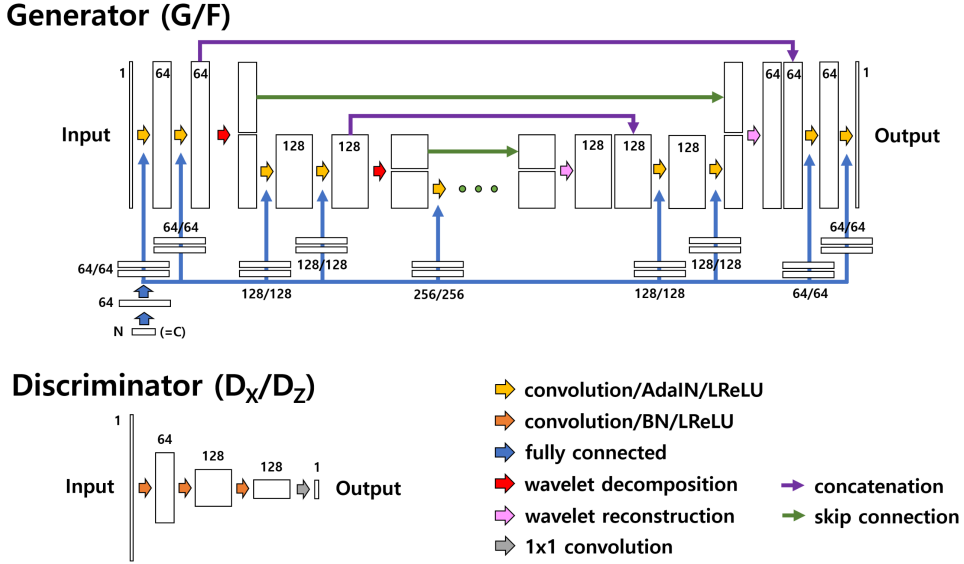 Generator (G/F)
1 64 64 64 64 64 1
Input 128 128 128 128 128 Output
64/64 64/64
64/64 128/128 128/128
128/128 256/256 128/128 64/64
64
N (=C)
Discriminator (DX/DZ)
convolution/AdaIN/LReLU
1 convolution/BN/LReLU
64 fully connected
128 128 1
Input Output
wavelet decomposition concatenation
wavelet reconstruction skip connection
1x1 convolution